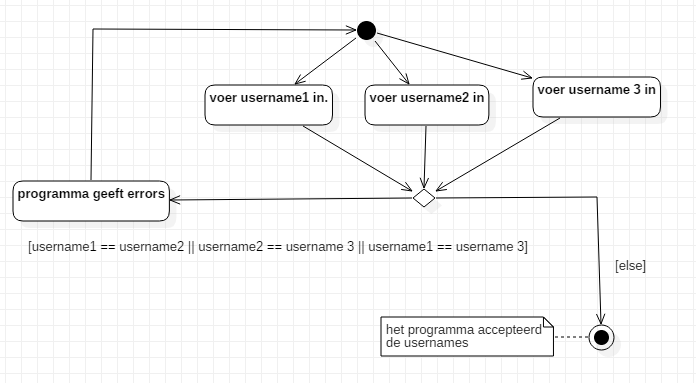 voer username1 in.
voer username2 in
voer username 3 in
programma geeft errors
[username1 == username2 || username2 == username 3 || username1 == username 3]
[else]
het programma accepteerd
de usernames